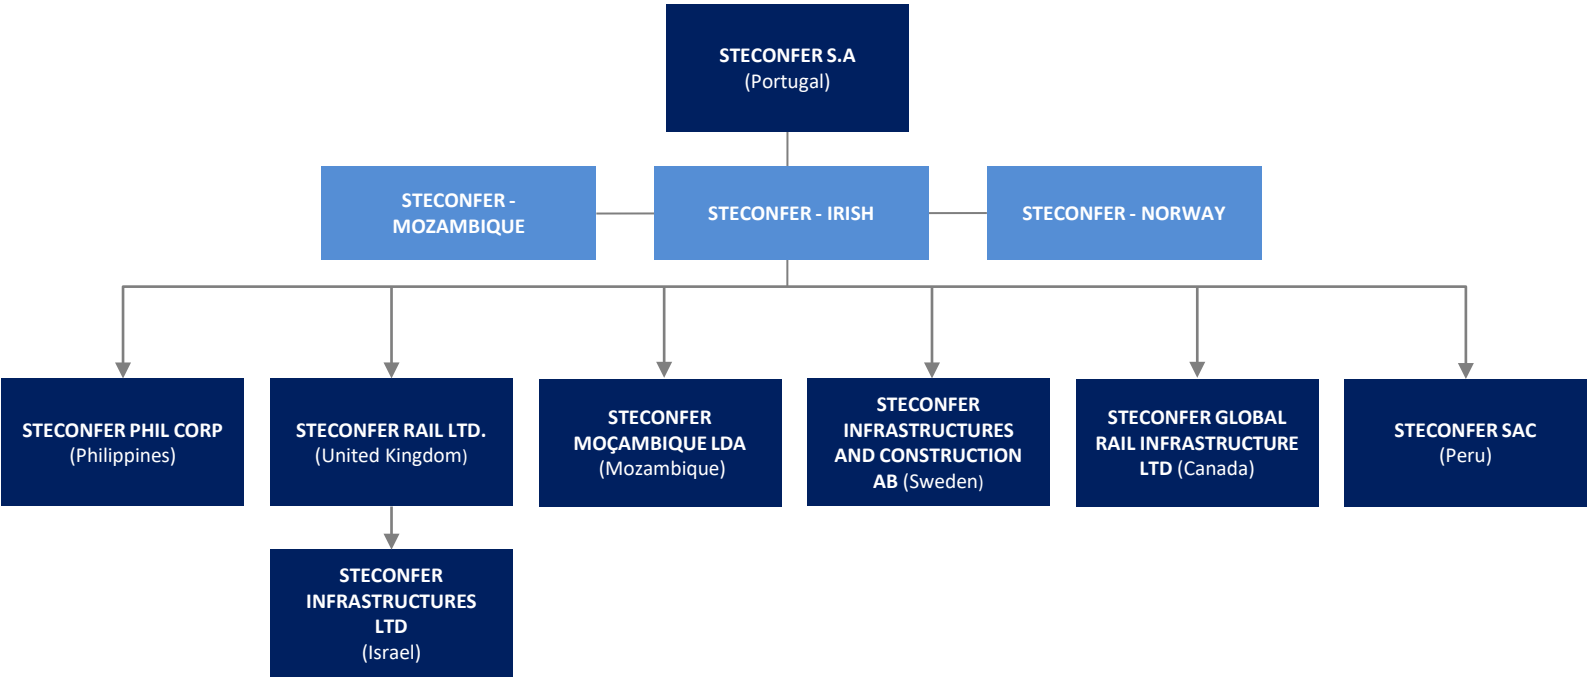 STECONFER S.A
(Portugal)
STECONFER -
MOZAMBIQUE
STECONFER - IRISH
STECONFER - NORWAY
STECONFER PHIL CORP
(Philippines)
STECONFER RAIL LTD.
(United Kingdom)
STECONFER
MOÇAMBIQUE LDA
(Mozambique)
STECONFER
INFRASTRUCTURES
AND CONSTRUCTION
AB (Sweden)
STECONFER GLOBAL
RAIL INFRASTRUCTURE
LTD (Canada)
STECONFER SAC
(Peru)
STECONFER
INFRASTRUCTURES
LTD
(Israel)